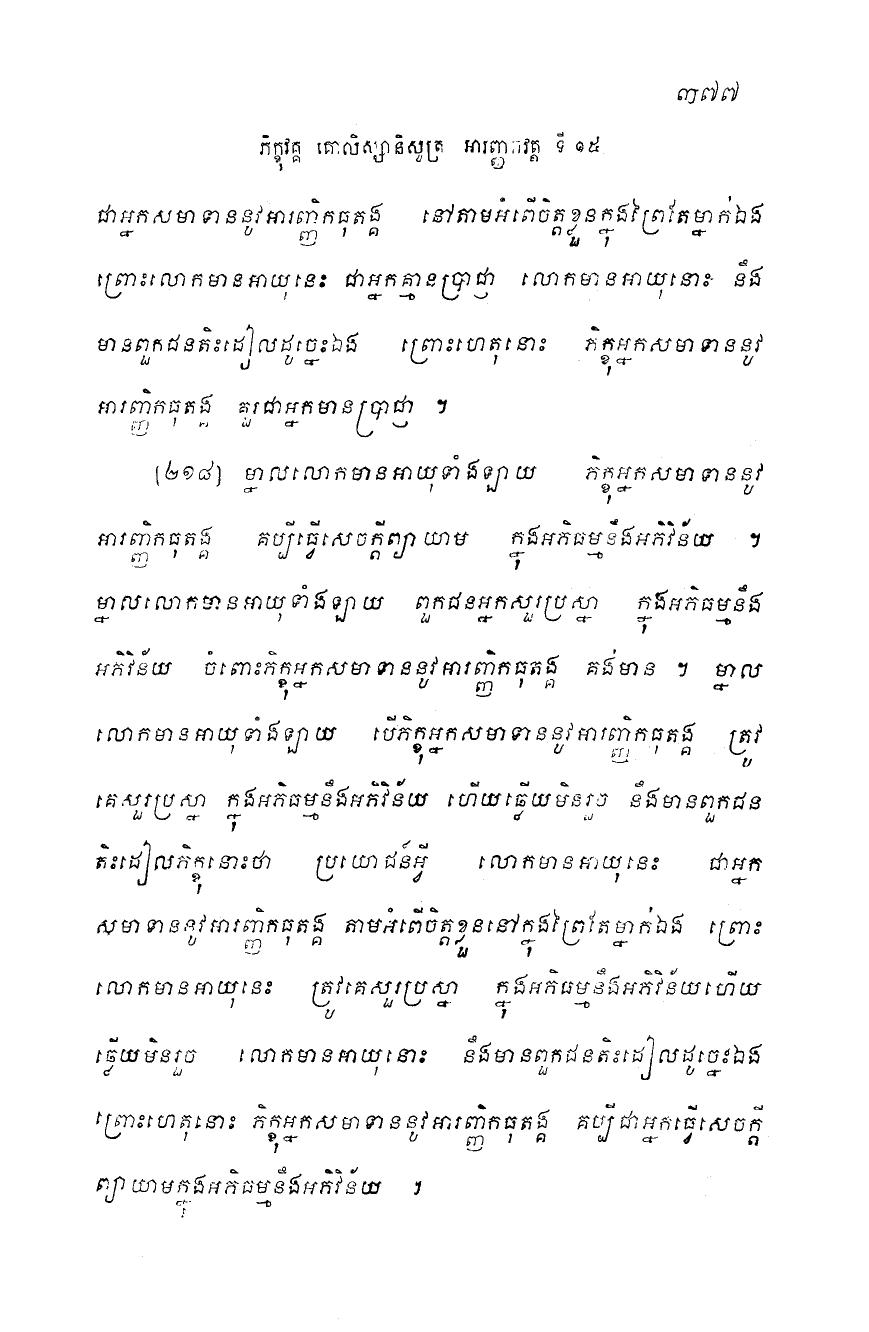 ៣៧៧
ភិក្ខុវគ្គ គោលិស្សានិសូត្រ អារញ្ញកវត្ត ទី ១៥
ជាអ្នកសមាទាននូវអារញ្ញិកធុតង្គ នៅតាមអំពើចិត្តខ្លួនក្នុងព្រៃតែម្នាក់ឯង
ព្រោះលោកមានអាយុនេះ ជាអ្នកគ្មានប្រាជ្ញា លោកមានអាយុនោះ នឹង
មានពួកជនតិះដៀលដូច្នេះឯង ព្រោះហេតុនោះ ភិក្ខុអ្នកសមាទាននូវ
អារញ្ញិកធុតង្គ គួរជាអ្នកមានប្រាជ្ញា ។
[២១៨] ម្នាលលោកមានអាយុទាំងឡាយ ភិក្ខុអ្នកសមាទាននូវ
អារញ្ញិកធុតង្គ គប្បីធ្វើសេចក្តីព្យាយាម ក្នុងអភិធម្មនឹងអភិវិន័យ ។
ម្នាលលោកមានអាយុទាំងឡាយ ពួកជនអ្នកសួរប្រស្នា ក្នុងអភិធម្មនឹង
អភិវិន័យ ចំពោះភិក្ខុអ្នកសមាទាននូវអារញ្ញិកធុតង្គ គង់មាន ។ ម្នាល
លោកមានអាយុទាំងឡាយ បើភិក្ខុអ្នកសមាទាននូវអារញ្ញិកធុតង្គ ត្រូវ
គេសួរប្រស្នា ក្នុងអភិធម្មនឹងអភិវិន័យ ហើយឆ្លើយមិនរួច នឹងមានពួកជន
តិះដៀលភិក្ខុនោះថា ប្រយោជន៍អ្វី លោកមានអាយុនេះ ជាអ្នក
សមាទាននូវអារញ្ញិកធុតង្គ តាមអំពើចិត្តខ្លួននៅក្នុងព្រៃតែម្នាក់ឯង ព្រោះ
លោកមានអាយុនេះ ត្រូវគេសួរប្រស្នា ក្នុងអភិធម្មនឹងអភិវិន័យហើយ
ឆ្លើយមិនរួច លោកមានអាយុនោះ នឹងមានពួកជនតិះដៀលដូច្នេះឯង
ព្រោះហេតុនោះ ភិក្ខុអ្នកសមាទាននូវអារញ្ញិកធុតង្គ គប្បីជាអ្នកធ្វើសេចក្តី
ព្យាយាមក្នុងអភិធម្មនឹងអភិវិន័យ ។